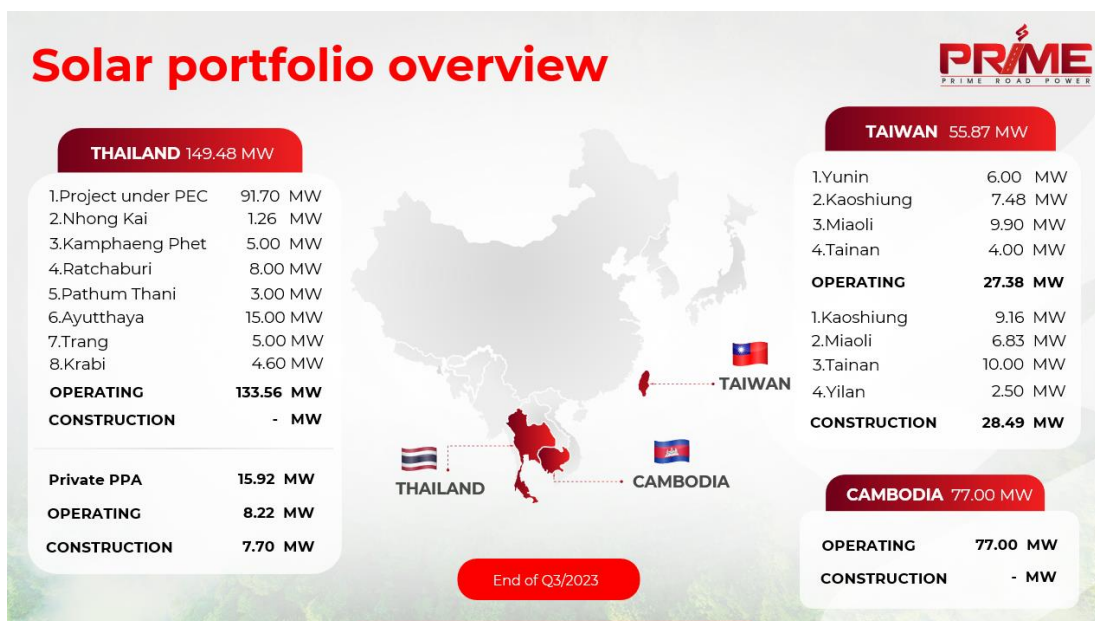 Solar portfolio overview
PRIME
PRIME ROAD POWER
THAILAND 149.48 MW
1.Project under PEC 91.70 MW
2.Nhong Kai 1.26 MW
3.Kamphaeng Phet 5.00 MW
4.Ratchaburi 8.00 MW
5.Pathum Thani 3.00 MW
6.Ayutthaya 15.00 MW
7.Trang 5.00 MW
8.Krabi 4.60 MW
OPERATING 133.56 MW
CONSTRUCTION - MW
Private PPA 15.92 MW
OPERATING 8.22 MW
CONSTRUCTION 7.70 MW
TAIWAN
THAILAND
CAMBODIA
End of Q3/2023
TAIWAN 55.87 MW
1.Yunin 6.00 MW
2.Kaoshiung 7.48 MW
3.Miaoli 9.90 MW
4.Tainan 4.00 MW
OPERATING 27.38 MW
1.Kaoshiung 9.16 MW
2.Miaoli 6.83 MW
3.Tainan 10.00 MW
4.Yilan 2.50 MW
CONSTRUCTION 28.49 MW
CAMBODIA 77.00 MW
OPERATING 77.00 MW
CONSTRUCTION - MW